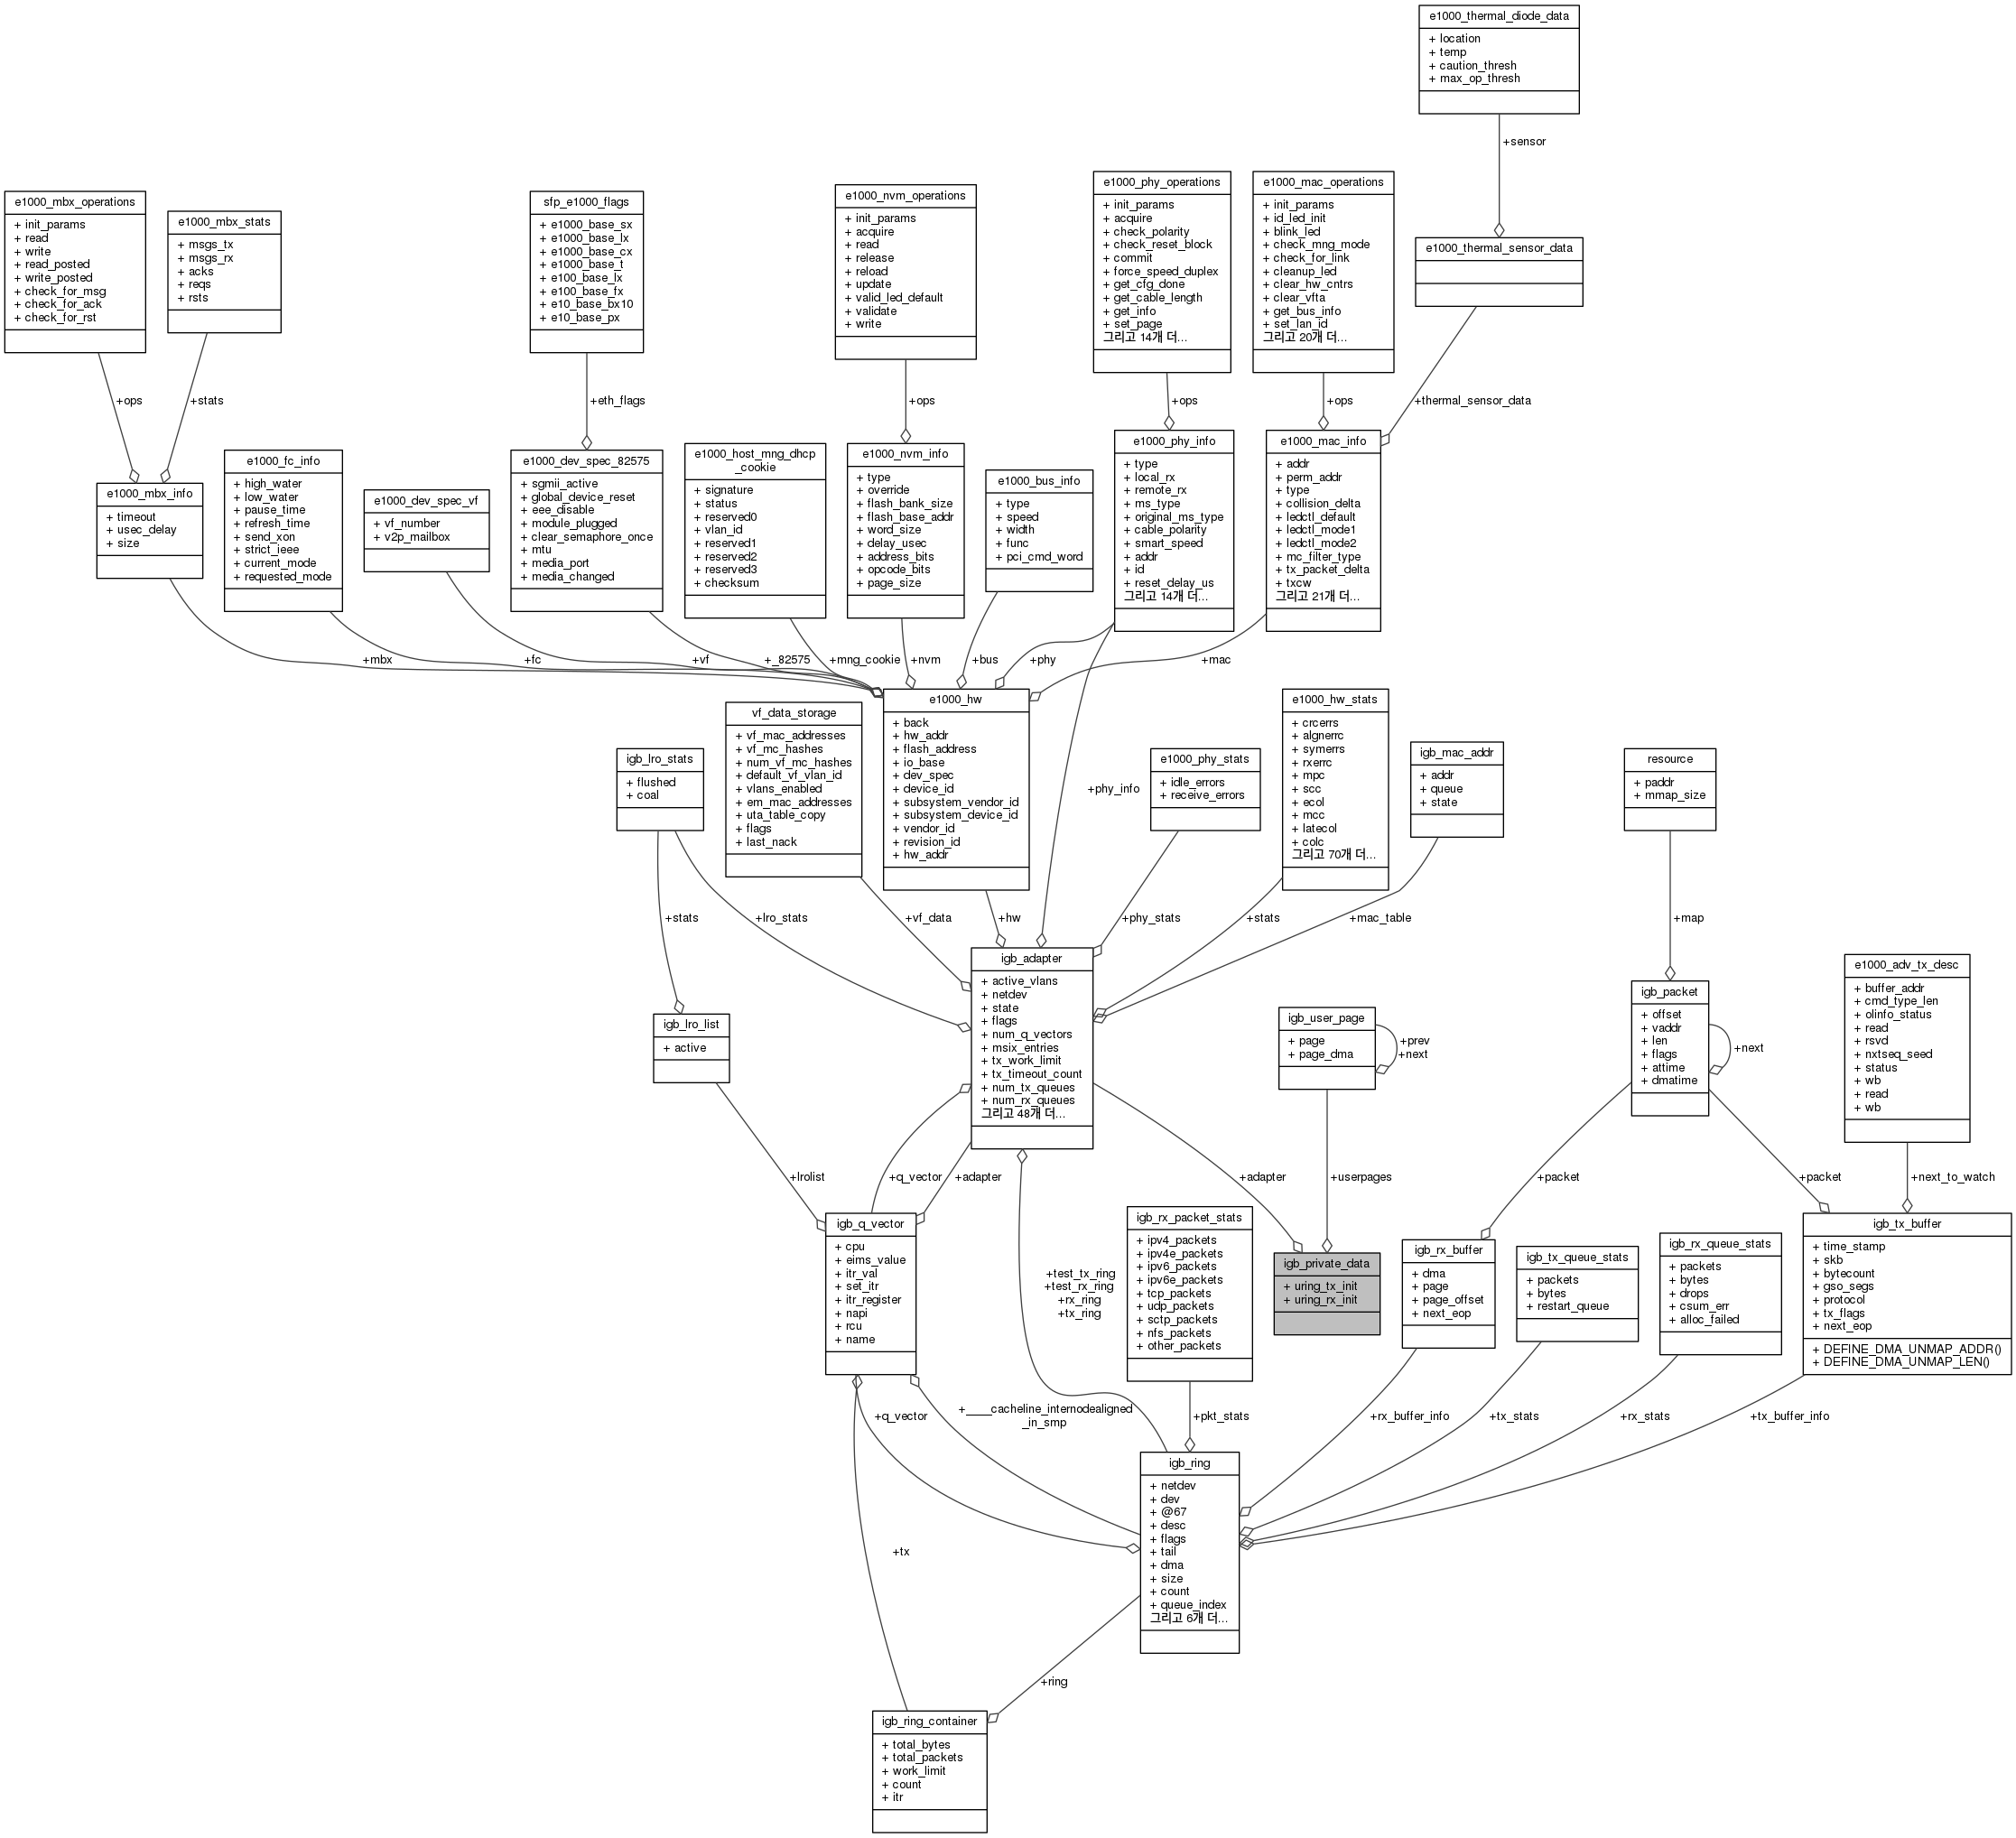 e1000_thermal_diode_data
+ location
+ temp
+ caution_thresh
+ max_op_thresh
+sensor
e1000_mbx_operations
+ init_params
+ read
+ write
+ read_posted
+ write_posted
+ check_for_msg
+ check_for_ack
+ check_for_rst
e1000_mbx_stats
+ msgs_tx
+ msgs_rx
+ acks
+ reqs
+ rsts
sfp_e1000_flags
+ e1000_base_sx
+ e1000_base_lx
+ e1000_base_cx
+ e1000_base_t
+ e100_base_lx
+ e100_base_fx
+ e10_base_bx10
+ e10_base_px
e1000_nvm_operations
+ init_params
+ acquire
+ read
+ release
+ reload
+ update
+ valid_led_default
+ validate
+ write
e1000_phy_operations
+ init_params
+ acquire
+ check_polarity
+ check_reset_block
+ commit
+ force_speed_duplex
+ get_cfg_done
+ get_cable_length
+ get_info
+ set_page
그리고 14개 더...
e1000_mac_operations
+ init_params
+ id_led_init
+ blink_led
+ check_mng_mode
+ check_for_link
+ cleanup_led
+ clear_hw_cntrs
+ clear_vfta
+ get_bus_info
+ set_lan_id
그리고 20개 더...
e1000_thermal_sensor_data
+ops
+stats
+eth_flags
+ops
+ops
+ops
+thermal_sensor_data
e1000_mbx_info
+ timeout
+ usec_delay
+ size
e1000_fc_info
+ high_water
+ low_water
+ pause_time
+ refresh_time
+ send_xon
+ strict_ieee
+ current_mode
+ requested_mode
e1000_dev_spec_vf
+ vf_number
+ v2p_mailbox
e1000_dev_spec_82575
+ sgmii_active
+ global_device_reset
+ eee_disable
+ module_plugged
+ clear_semaphore_once
+ mtu
+ media_port
+ media_changed
e1000_host_mng_dhcp
_cookie
+ signature
+ status
+ reserved0
+ vlan_id
+ reserved1
+ reserved2
+ reserved3
+ checksum
e1000_nvm_info
+ type
+ override
+ flash_bank_size
+ flash_base_addr
+ word_size
+ delay_usec
+ address_bits
+ opcode_bits
+ page_size
e1000_bus_info
+ type
+ speed
+ width
+ func
+ pci_cmd_word
e1000_phy_info
+ type
+ local_rx
+ remote_rx
+ ms_type
+ original_ms_type
+ cable_polarity
+ smart_speed
+ addr
+ id
+ reset_delay_us
그리고 14개 더...
e1000_mac_info
+ addr
+ perm_addr
+ type
+ collision_delta
+ ledctl_default
+ ledctl_mode1
+ ledctl_mode2
+ mc_filter_type
+ tx_packet_delta
+ txcw
그리고 21개 더...
+mbx
+fc
+vf
+_82575
+mng_cookie
+nvm
+bus
+phy
+mac
igb_lro_stats
+ flushed
+ coal
vf_data_storage
+ vf_mac_addresses
+ vf_mc_hashes
+ num_vf_mc_hashes
+ default_vf_vlan_id
+ vlans_enabled
+ em_mac_addresses
+ uta_table_copy
+ flags
+ last_nack
e1000_hw
+ back
+ hw_addr
+ flash_address
+ io_base
+ dev_spec
+ device_id
+ subsystem_vendor_id
+ subsystem_device_id
+ vendor_id
+ revision_id
+ hw_addr
+phy_info
e1000_phy_stats
+ idle_errors
+ receive_errors
e1000_hw_stats
+ crcerrs
+ algnerrc
+ symerrs
+ rxerrc
+ mpc
+ scc
+ ecol
+ mcc
+ latecol
+ colc
그리고 70개 더...
igb_mac_addr
+ addr
+ queue
+ state
resource
+ paddr
+ mmap_size
+stats
+lro_stats
+vf_data
+hw
+phy_stats
+stats
+mac_table
+map
igb_lro_list
+ active
igb_adapter
+ active_vlans
+ netdev
+ state
+ flags
+ num_q_vectors
+ msix_entries
+ tx_work_limit
+ tx_timeout_count
+ num_tx_queues
+ num_rx_queues
그리고 48개 더...
igb_user_page
+ page
+ page_dma
+prev
+next
igb_packet
+ offset
+ vaddr
+ len
+ flags
+ attime
+ dmatime
+next
e1000_adv_tx_desc
+ buffer_addr
+ cmd_type_len
+ olinfo_status
+ read
+ rsvd
+ nxtseq_seed
+ status
+ wb
+ read
+ wb
+lrolist
+q_vector
+adapter
+adapter
+userpages
+packet
+packet
+next_to_watch
igb_q_vector
+ cpu
+ eims_value
+ itr_val
+ set_itr
+ itr_register
+ napi
+ rcu
+ name
+test_tx_ring
+test_rx_ring
+rx_ring
+tx_ring
igb_rx_packet_stats
+ ipv4_packets
+ ipv4e_packets
+ ipv6_packets
+ ipv6e_packets
+ tcp_packets
+ udp_packets
+ sctp_packets
+ nfs_packets
+ other_packets
igb_private_data
+ uring_tx_init
+ uring_rx_init
igb_rx_buffer
+ dma
+ page
+ page_offset
+ next_eop
igb_tx_queue_stats
+ packets
+ bytes
+ restart_queue
igb_rx_queue_stats
+ packets
+ bytes
+ drops
+ csum_err
+ alloc_failed
igb_tx_buffer
+ time_stamp
+ skb
+ bytecount
+ gso_segs
+ protocol
+ tx_flags
+ next_eop
+ DEFINE_DMA_UNMAP_ADDR()
+ DEFINE_DMA_UNMAP_LEN()
+q_vector
+____cacheline_internodealigned
_in_smp
+pkt_stats
+rx_buffer_info
+tx_stats
+rx_stats
+tx_buffer_info
igb_ring
+ netdev
+ dev
+ @67
+ desc
+ flags
+ tail
+ dma
+ size
+ count
+ queue_index
그리고 6개 더...
+tx
+ring
igb_ring_container
+ total_bytes
+ total_packets
+ work_limit
+ count
+ itr